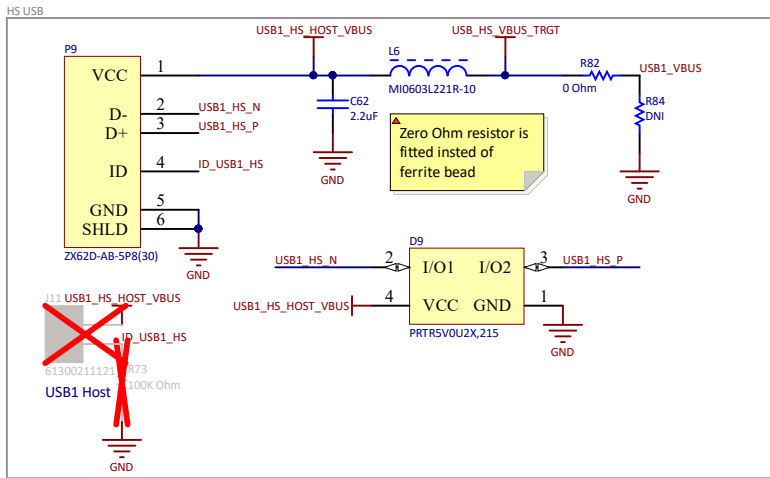 HS USB
USB1_HS_HOST_VBUS
USB_HS_VBUS_TRGT
P9
L6
R82
VCC
1
USB1_VBUS
MI0603L221R-10
0 Ohm
D-
2
USB1_HS_N
C62
2.2uF
R84
DNI
D+
3
USB1_HS_P
Zero Ohm resistor is
fitted insted of
ferrite bead
ID
4
ID_USB1_HS
GND
GND
GND
5
SHLD
6
ZX62D-AB-5P8(30)
GND
D9
USB1_HS_N
2
I/O1
I/O2
3
USB1_HS_P
J11
USB1_HS_HOST_VBUS
USB1_HS_HOST_VBUS
4
VCC
GND
1
PRTR5V0U2X,215
GND
ID_USB1_HS
61300211121
R73
100K Ohm
USB1 Host
GND